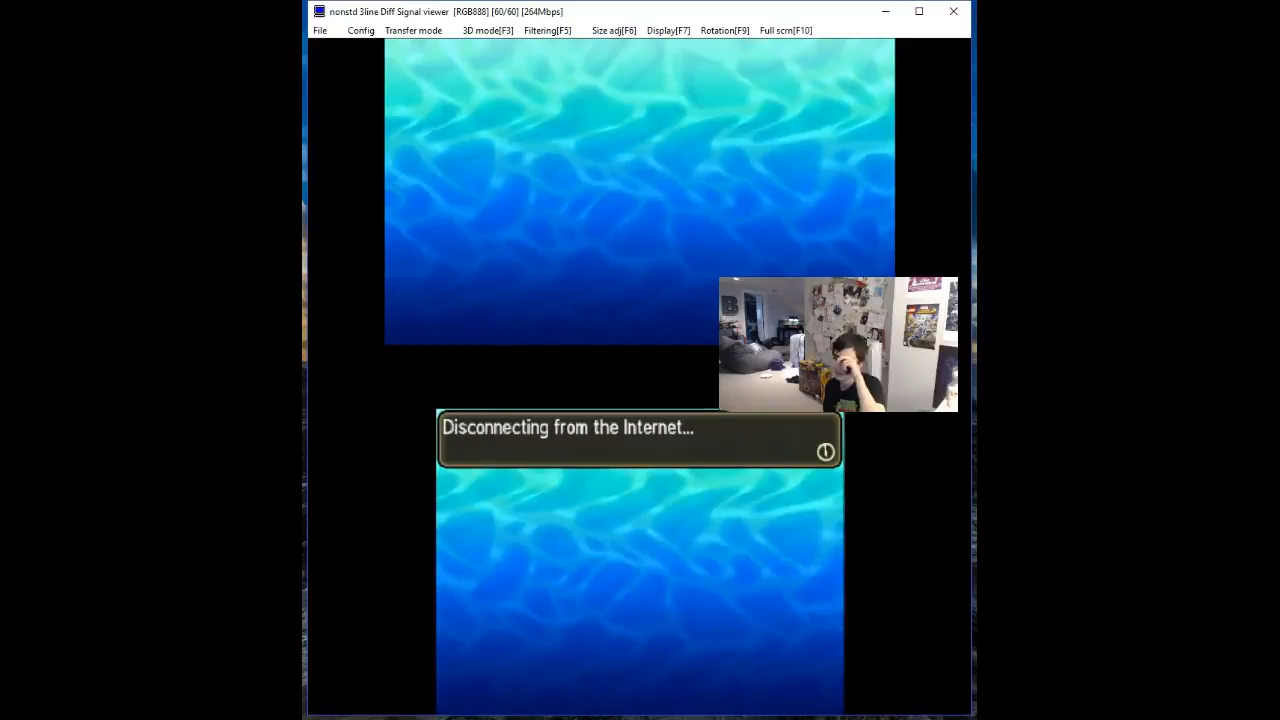 nonstd 3line Diff Signal viewer [RGB888] [60/60] [264Mbps]
File Config Transfer mode 3D mode[F3] Filtering[F5] Size adj[F6] Display[F7] Rotation[F9] Full scrn[F10]
Disconnecting from the Internet...